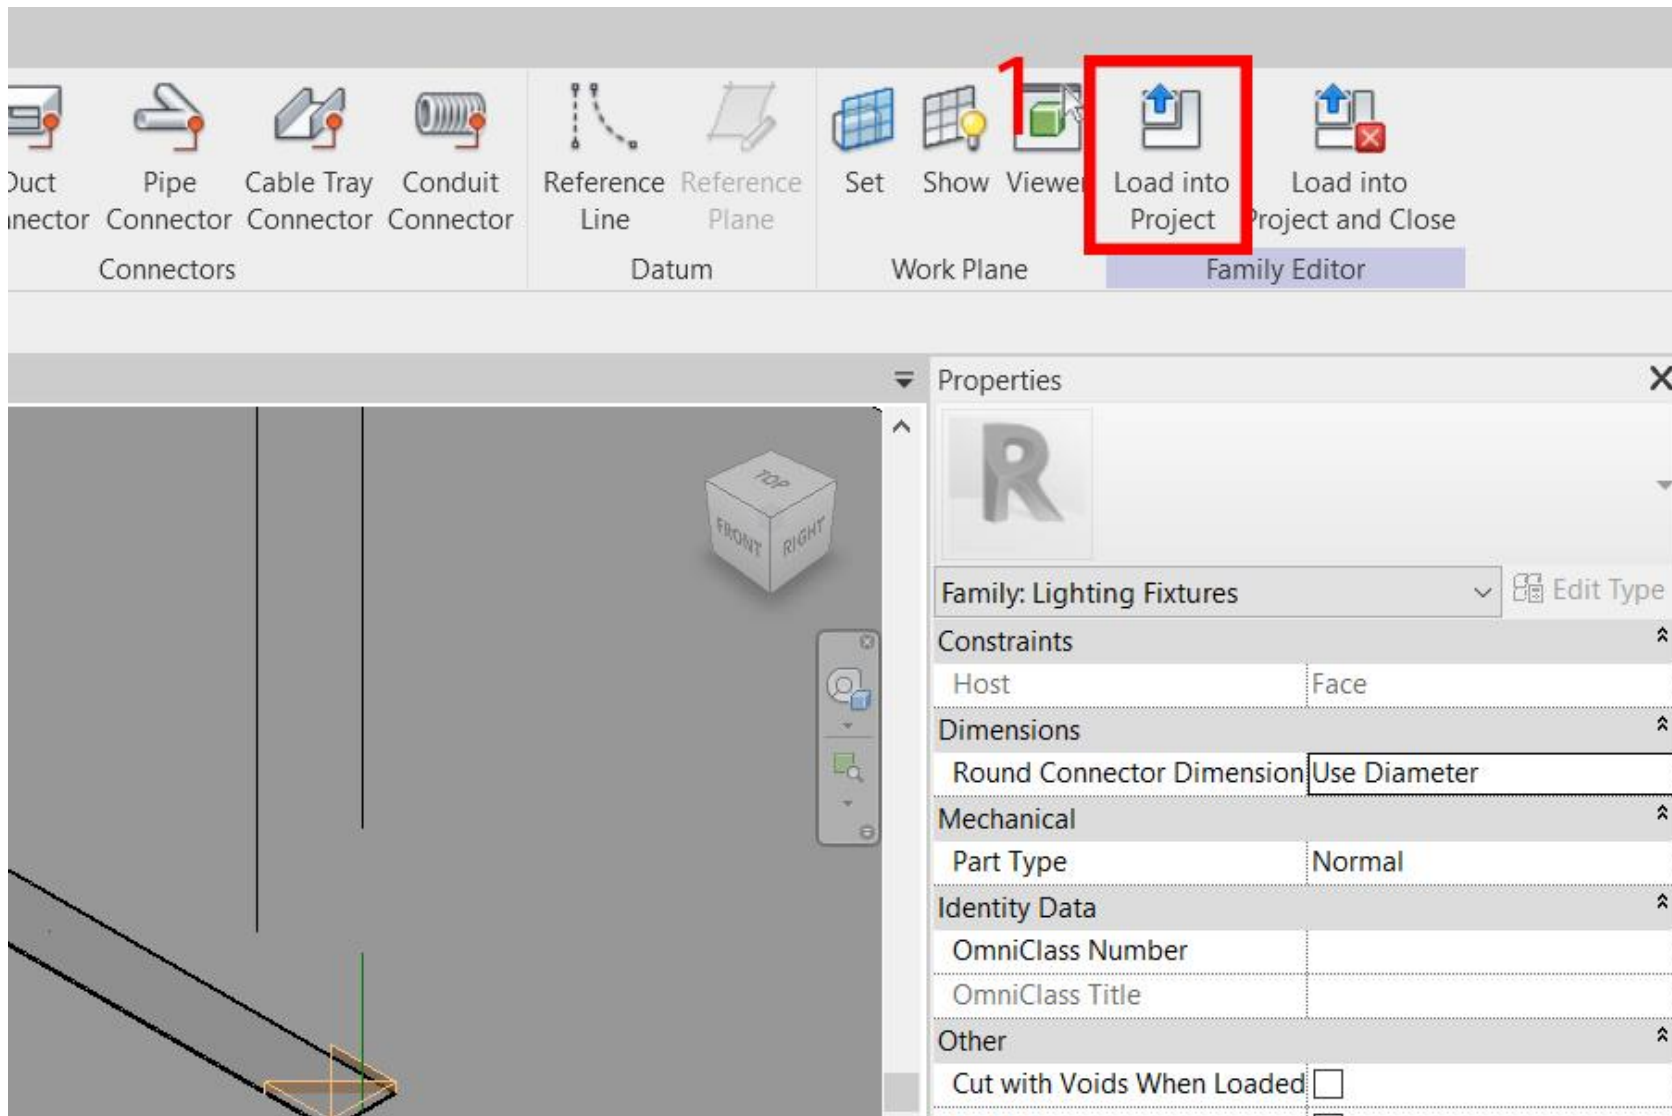 1
Duct Pipe Cable Tray Conduit Reference Reference Set Show Viewer Load into Load into
Connector Connector Connector Line Plane Project Project and Close
Connectors Datum Work Plane Family Editor
Properties
R
TOP
FRONT RIGHT
Family: Lighting Fixtures Edit Type
Constraints
Host Face
Dimensions
Round Connector Dimension Use Diameter
Mechanical
Part Type Normal
Identity Data
OmniClass Number
OmniClass Title
Other
Cut with Voids When Loaded